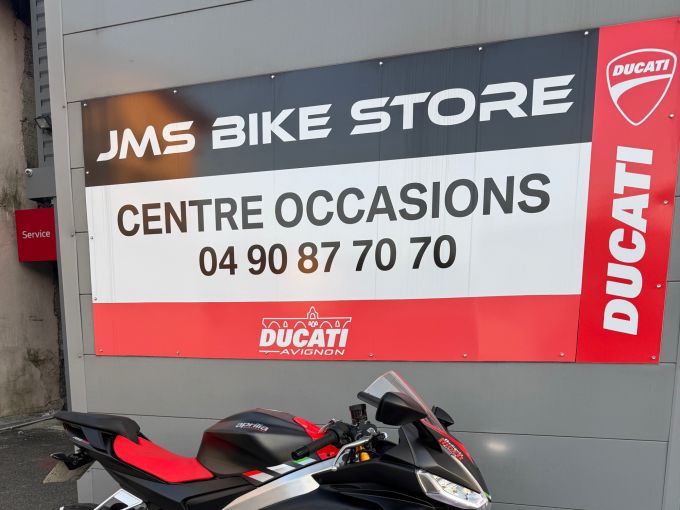 JMS BIKE STORE
CENTRE OCCASIONS
04 90 87 70 70
DUCATI
AVIGNON
DUCATI
DUCATI
Service
aprilia